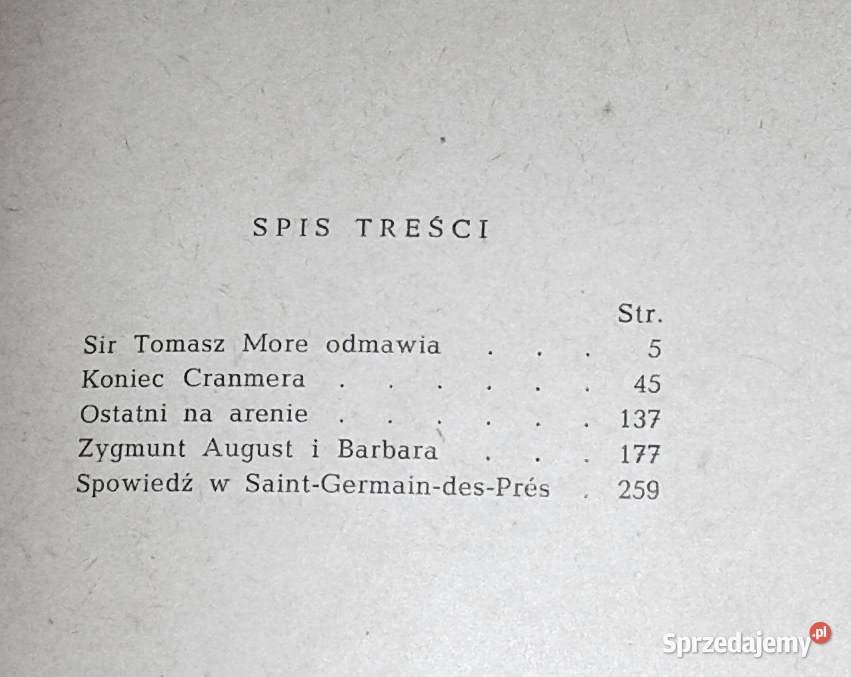 SPIS TREŚCI
Str.
Sir Tomasz More odmawia . . . 5
Koniec Cranmera . . . . . . 45
Ostatni na arenie . . . . . . 137
Zygmunt August i Barbara . . . 177
Spowiedź w Saint-Germain-des-Prés . 259
Sprzedajemy.pl